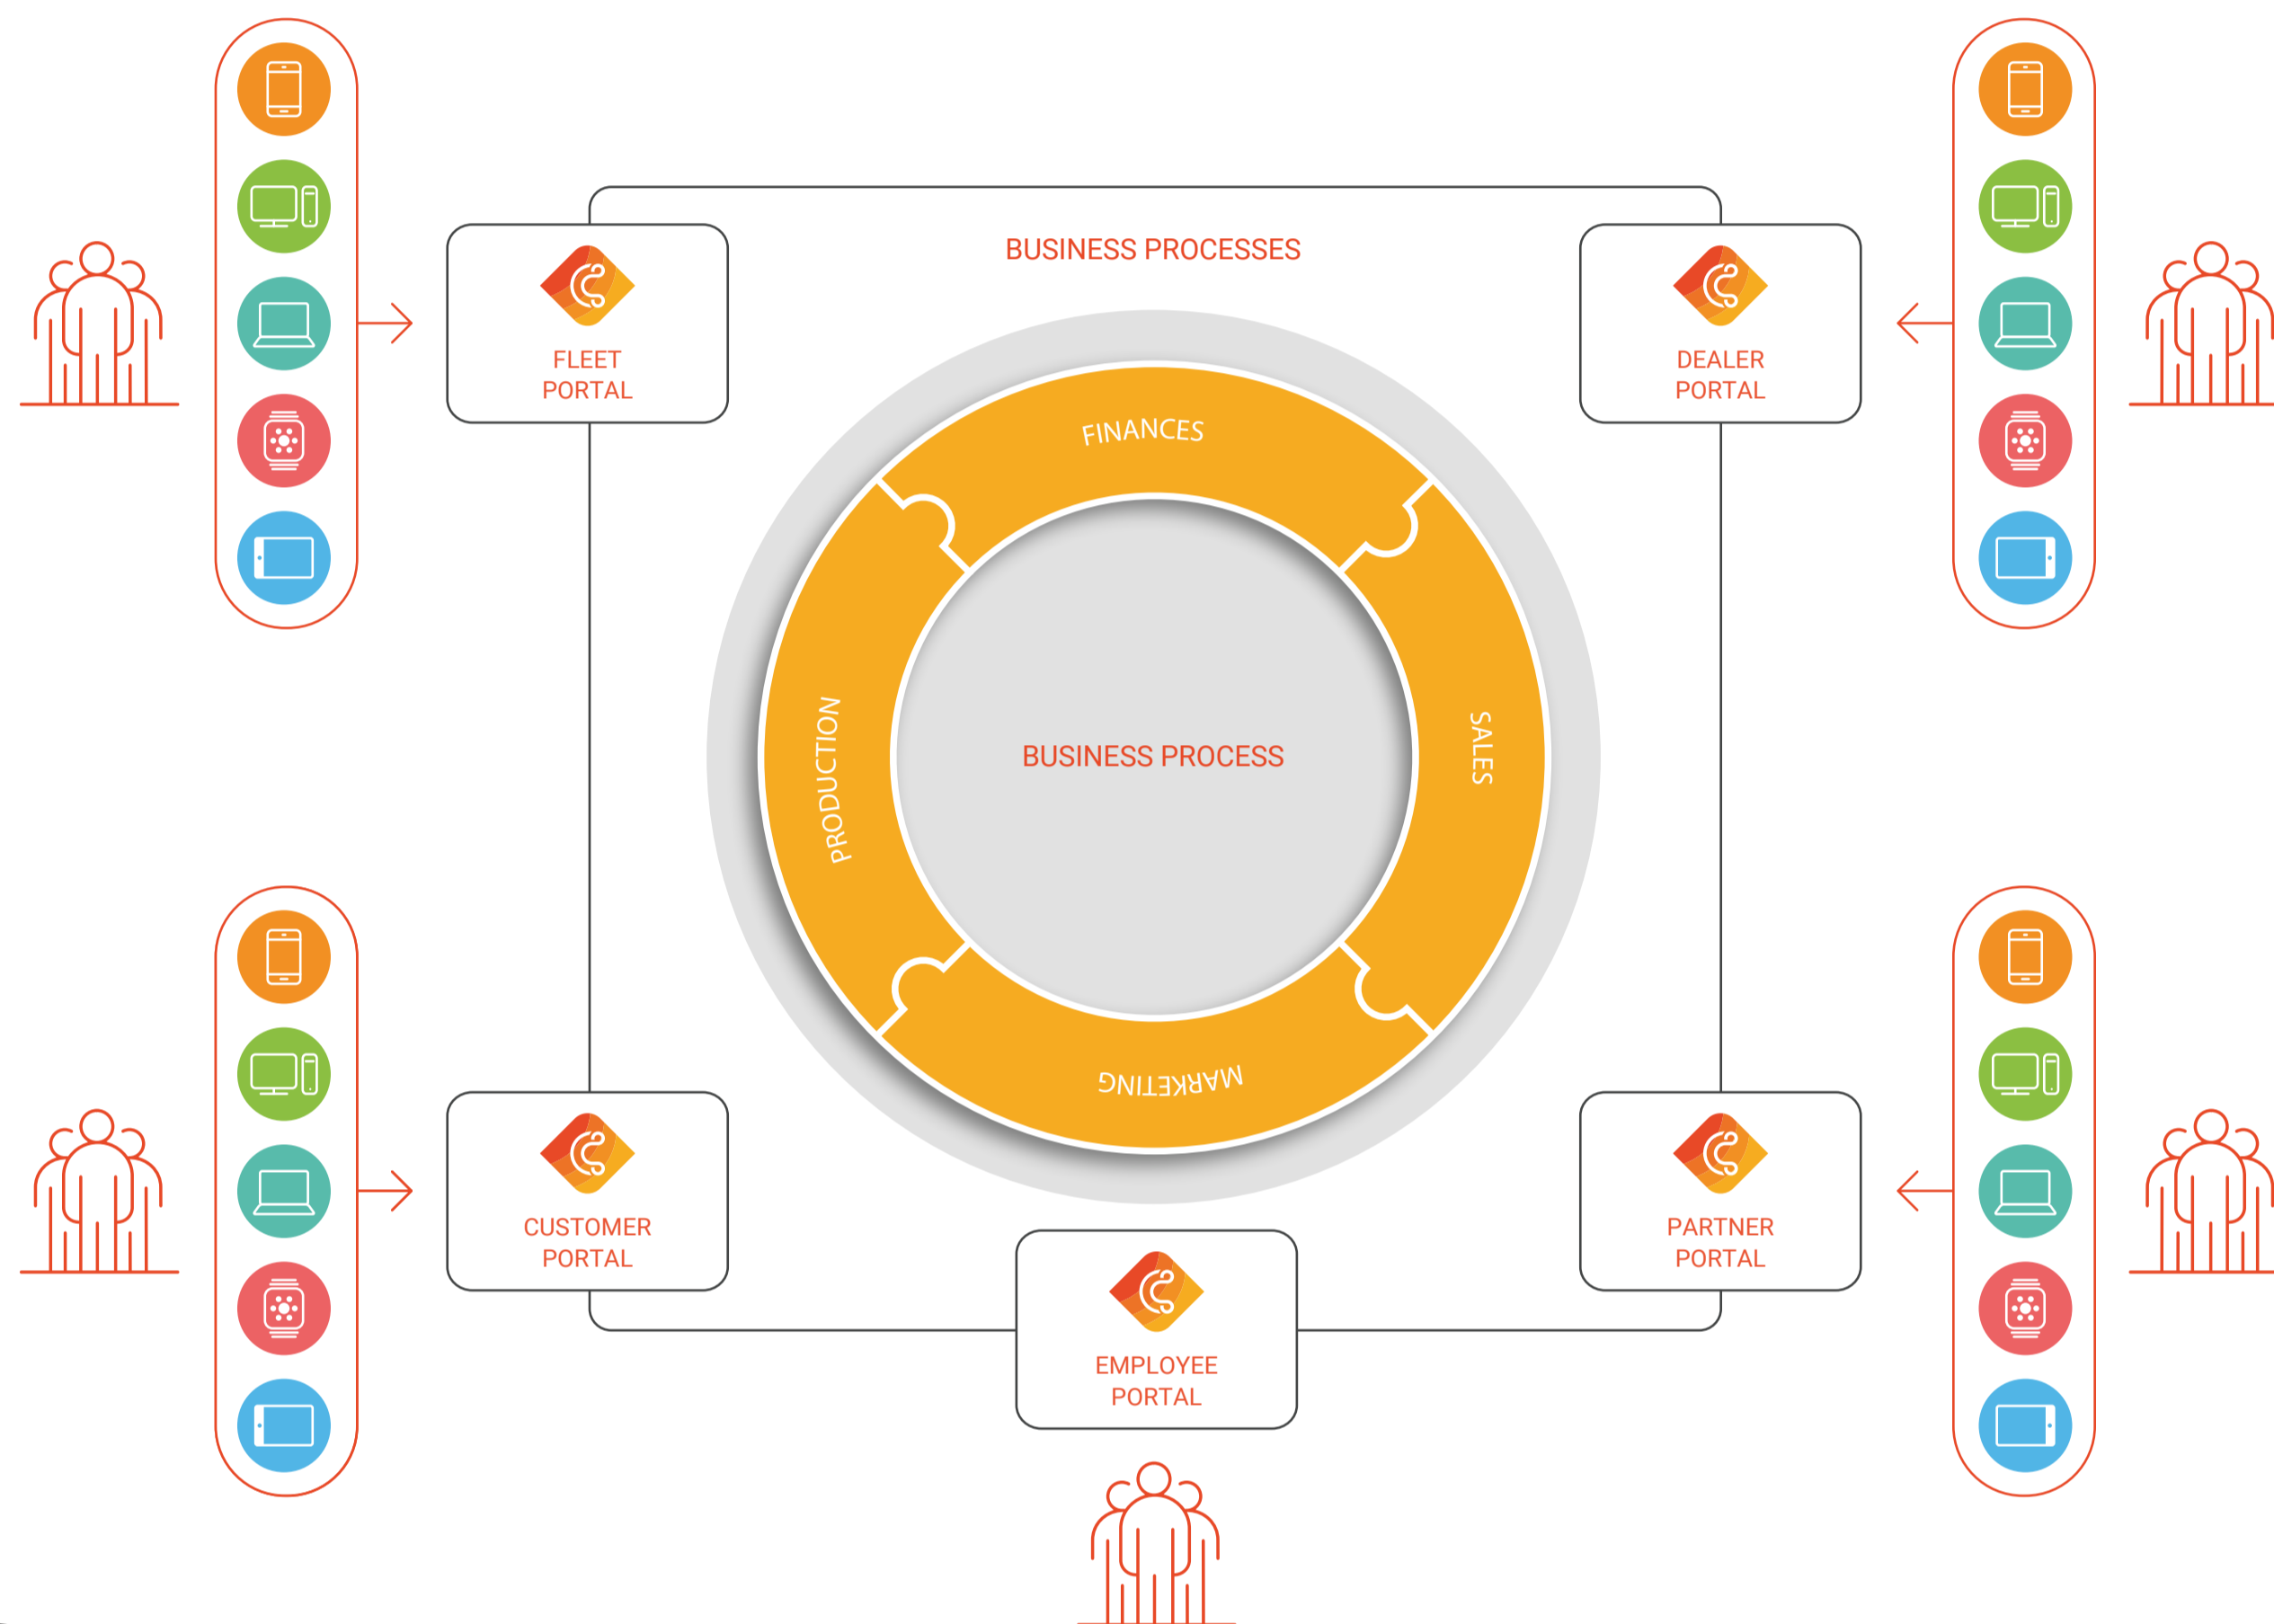 BUSINESS PROCESSES
FLEET
PORTAL
DEALER
PORTAL
FINANCES
PRODUCTION
BUSINESS PROCESS
SALES
MARKETING
CUSTOMER
PORTAL
PARTNER
PORTAL
EMPLOYEE
PORTAL